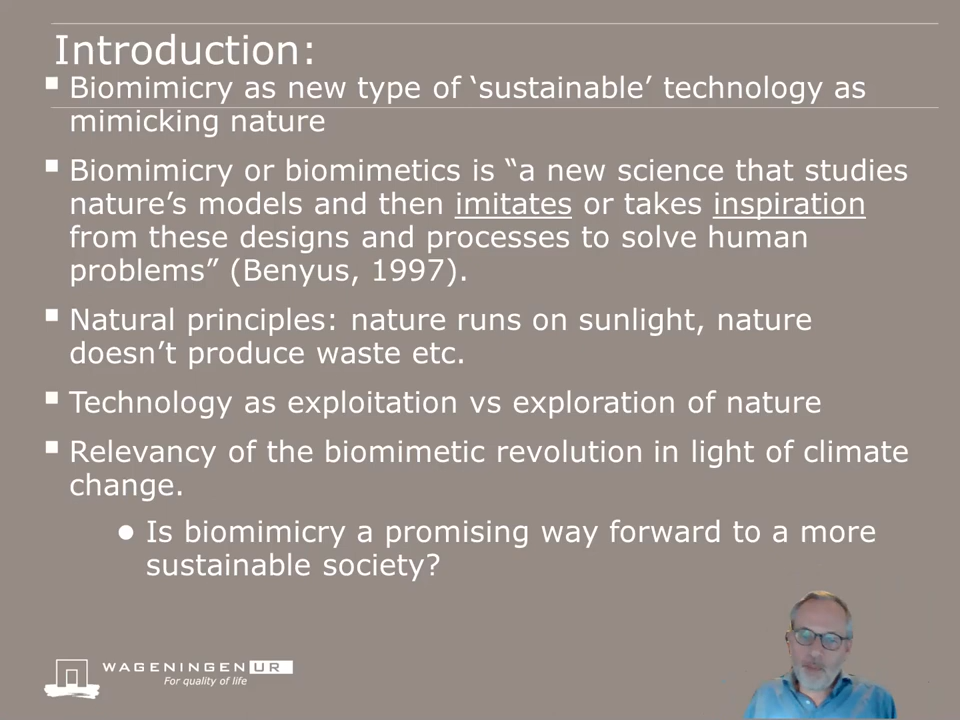 Introduction:
▪ Biomimicry as new type of ‘sustainable’ technology as
mimicking nature
▪ Biomimicry or biomimetics is “a new science that studies
nature’s models and then imitates or takes inspiration
from these designs and processes to solve human
problems” (Benyus, 1997).
▪ Natural principles: nature runs on sunlight, nature
doesn’t produce waste etc.
▪ Technology as exploitation vs exploration of nature
▪ Relevancy of the biomimetic revolution in light of climate
change.
● Is biomimicry a promising way forward to a more
sustainable society?
WAGENINGEN UR
For quality of life